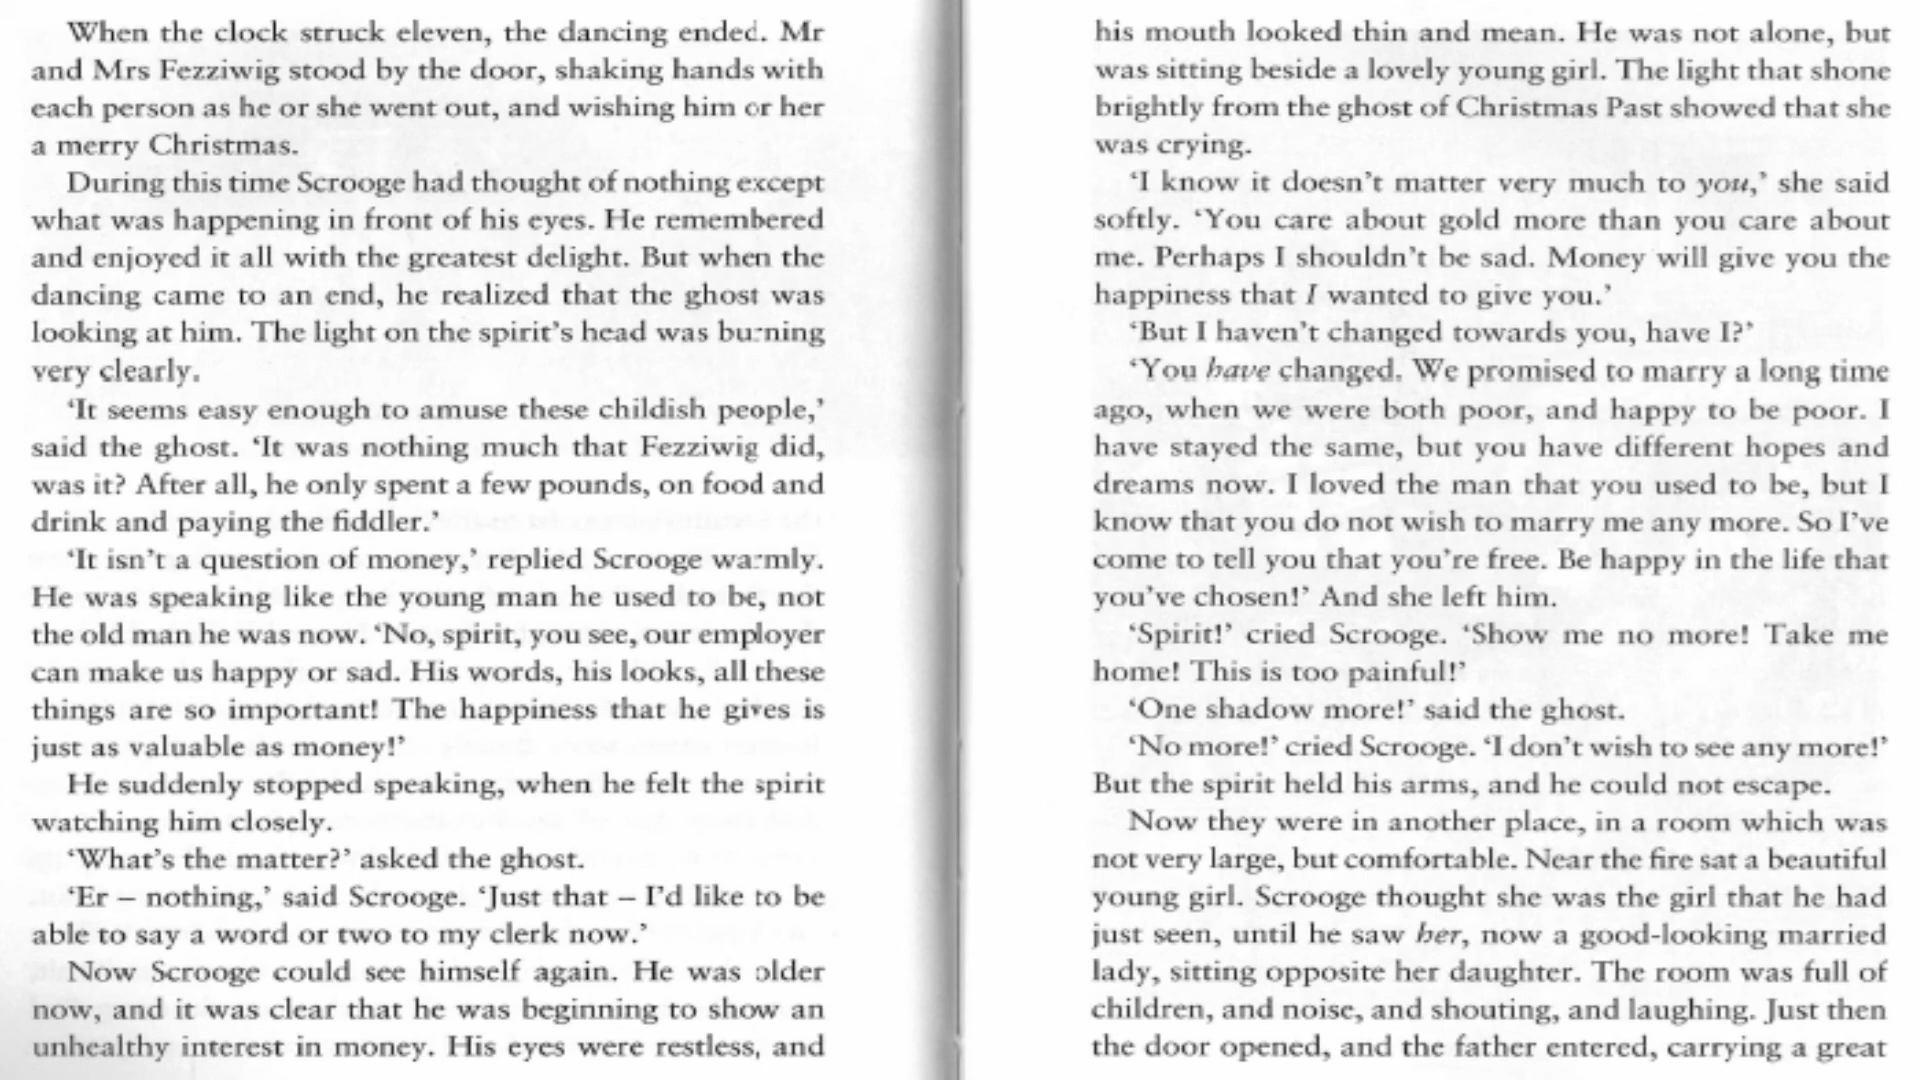 When the clock struck eleven, the dancing ended. Mr
and Mrs Fezziwig stood by the door, shaking hands with
each person as he or she went out, and wishing him or her
a merry Christmas.
During this time Scrooge had thought of nothing except
what was happening in front of his eyes. He remembered
and enjoyed it all with the greatest delight. But when the
dancing came to an end, he realized that the ghost was
looking at him. The light on the spirit's head was burning
very clearly.
‘It seems easy enough to amuse these childish people,’
said the ghost. ‘It was nothing much that Fezziwig did,
was it? After all, he only spent a few pounds, on food and
drink and paying the fiddler.’
‘It isn't a question of money,’ replied Scrooge warmly.
He was speaking like the young man he used to be, not
the old man he was now. ‘No, spirit, you see, our employer
can make us happy or sad. His words, his looks, all these
things are so important! The happiness that he gives is
just as valuable as money!’
He suddenly stopped speaking, when he felt the spirit
watching him closely.
‘What's the matter?’ asked the ghost.
‘Er – nothing,’ said Scrooge. ‘Just that – I'd like to be
able to say a word or two to my clerk now.’
Now Scrooge could see himself again. He was older
now, and it was clear that he was beginning to show an
unhealthy interest in money. His eyes were restless, and
his mouth looked thin and mean. He was not alone, but
was sitting beside a lovely young girl. The light that shone
brightly from the ghost of Christmas Past showed that she
was crying.
‘I know it doesn't matter very much to you,’ she said
softly. ‘You care about gold more than you care about
me. Perhaps I shouldn't be sad. Money will give you the
happiness that I wanted to give you.’
‘But I haven't changed towards you, have I?’
‘You have changed. We promised to marry a long time
ago, when we were both poor, and happy to be poor. I
have stayed the same, but you have different hopes and
dreams now. I loved the man that you used to be, but I
know that you do not wish to marry me any more. So I've
come to tell you that you're free. Be happy in the life that
you've chosen!’ And she left him.
‘Spirit!’ cried Scrooge. ‘Show me no more! Take me
home! This is too painful!’
‘One shadow more!’ said the ghost.
‘No more!’ cried Scrooge. ‘I don't wish to see any more!’
But the spirit held his arms, and he could not escape.
Now they were in another place, in a room which was
not very large, but comfortable. Near the fire sat a beautiful
young girl. Scrooge thought she was the girl that he had
just seen, until he saw her, now a good-looking married
lady, sitting opposite her daughter. The room was full of
children, and noise, and shouting, and laughing. Just then
the door opened, and the father entered, carrying a great